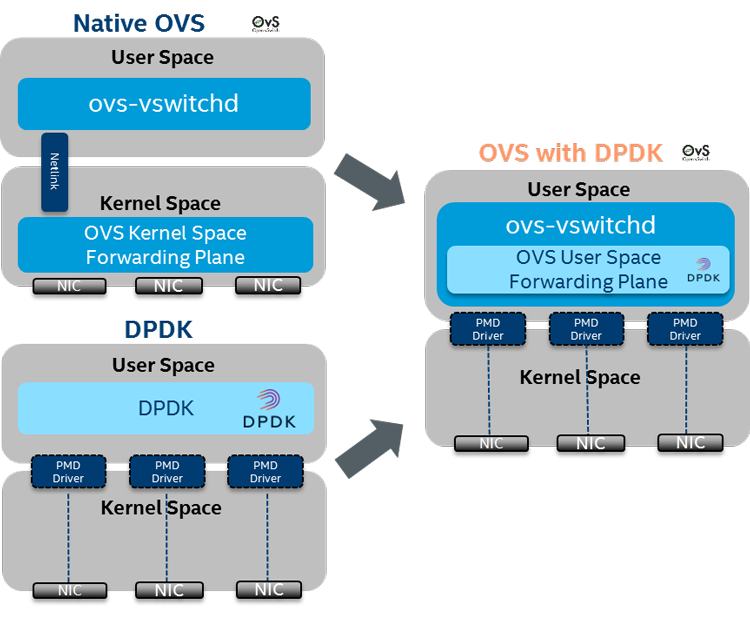 Native OVS
OvS
User Space
ovs-vswitchd
Netlink
Kernel Space
OVS Kernel Space
Forwarding Plane
NIC
NIC
NIC
DPDK
User Space
DPDK
DPDK
PMD
Driver
PMD
Driver
PMD
Driver
Kernel Space
NIC
NIC
NIC
OVS with DPDK
OvS
User Space
ovs-vswitchd
OVS User Space
Forwarding Plane
DPDK
PMD
Driver
PMD
Driver
PMD
Driver
Kernel Space
NIC
NIC
NIC